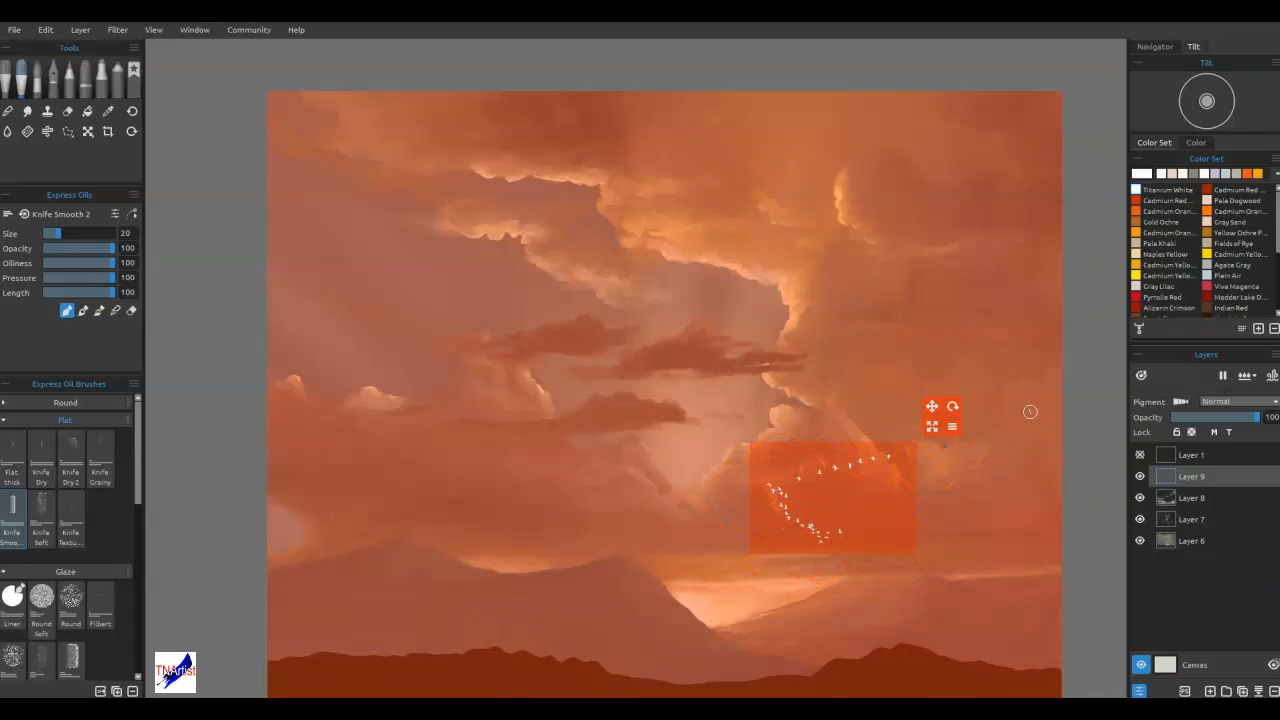 File Edit Layer Filter View Window Community Help
Tools
Express Oils
Knife Smooth 2
Size 20
Opacity 100
Oiliness 100
Pressure 100
Length 100
Express Oil Brushes
Round
Flat
Flat thick
Knife Dry
Knife Dry 2
Knife Grainy
Knife Smoo...
Knife Soft
Knife Textu...
Glaze
Liner
Round Soft
Round
Filbert
TNArtist
Navigator Tilt
Tilt
Color Set Color
Color Set
Titanium White Cadmium Red ...
Cadmium Red ... Pale Dogwood
Cadmium Oran... Cadmium Oran...
Gold Ochre Gray Sand
Cadmium Oran... Yellow Ochre P...
Pale Khaki Fields of Rye
Naples Yellow Cadmium Yell...
Cadmium Yello... Agate Gray
Cadmium Yello... Plein Air
Gray Lilac Viva Magenta
Pyrrolle Red Madder Lake D...
Alizarin Crimson Indian Red
Layers
Pigment Normal
Opacity 100
Lock M T
Layer 1
Layer 9
Layer 8
Layer 7
Layer 6
Canvas